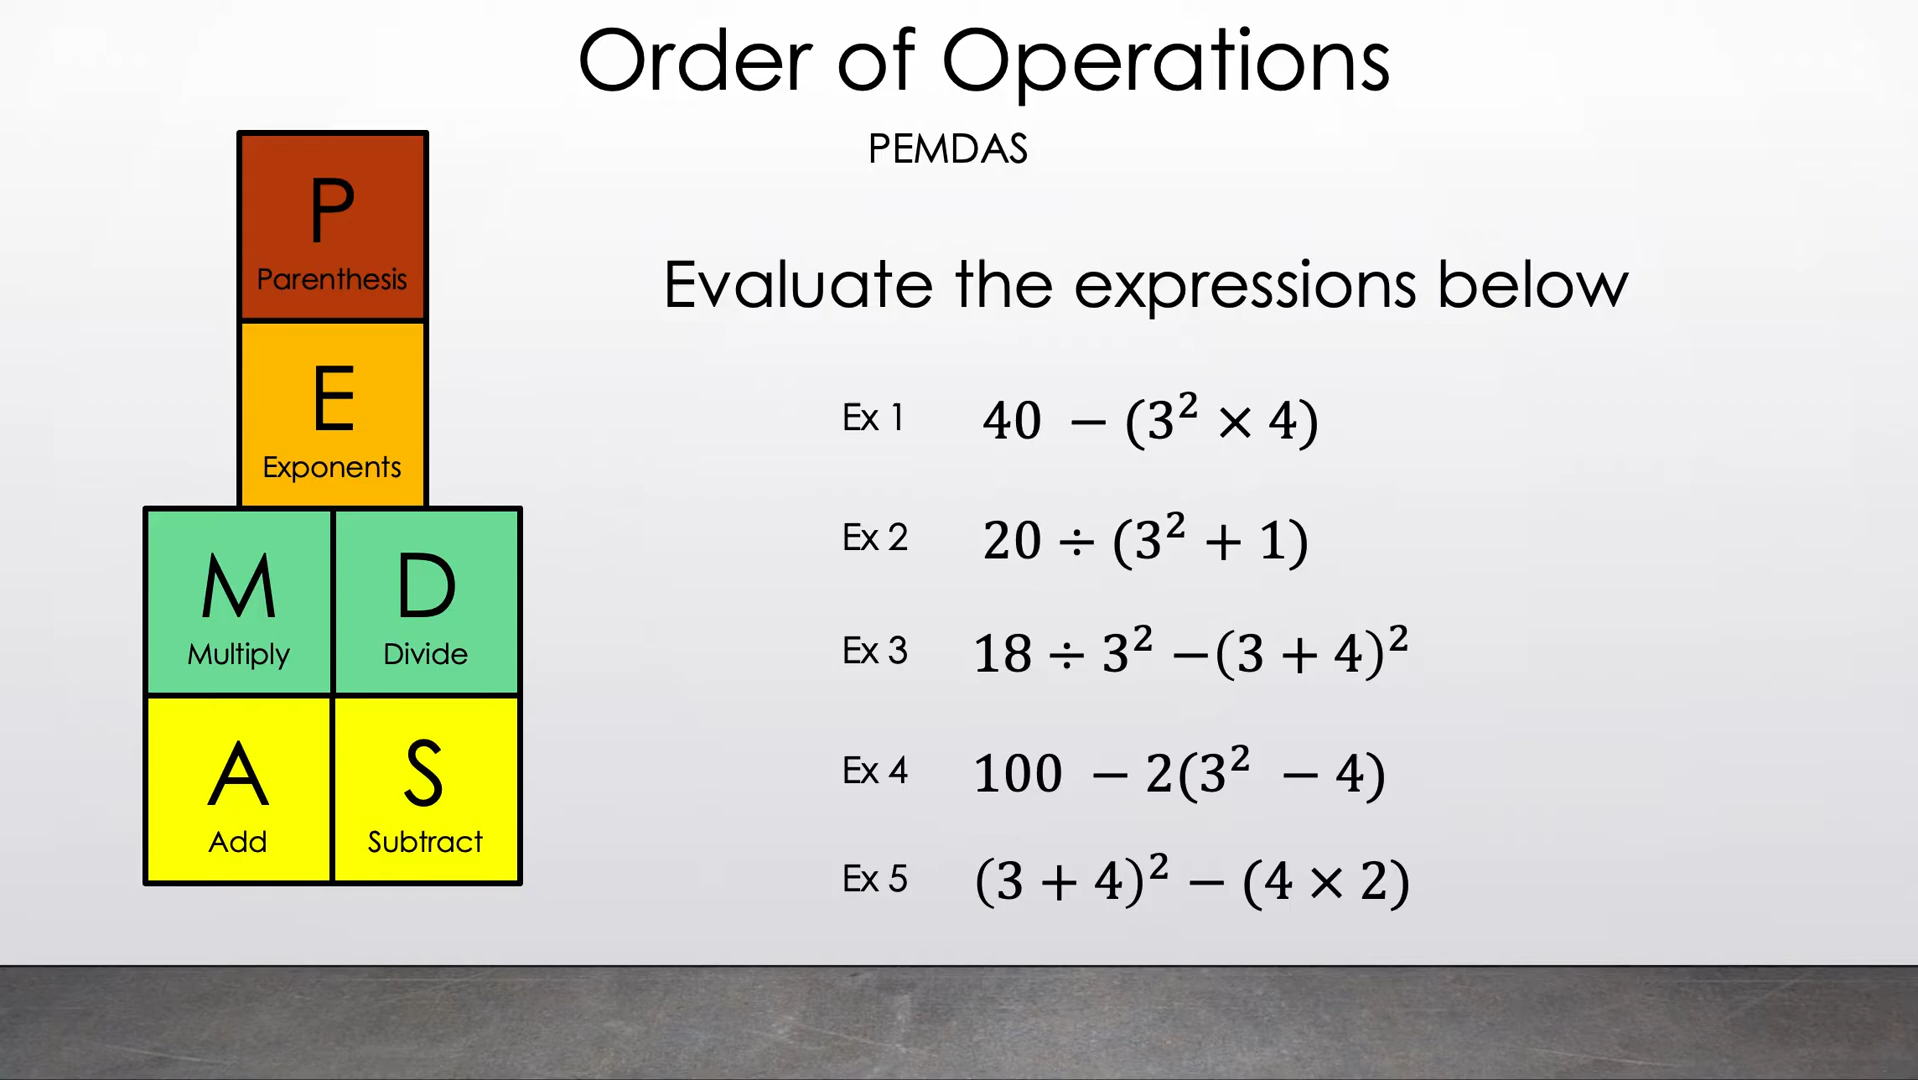 Order of Operations
PEMDAS
P
Parenthesis
E
Exponents
M
Multiply
D
Divide
A
Add
S
Subtract
Evaluate the expressions below
Ex 1 40 − (3² × 4)
Ex 2 20 ÷ (3² + 1)
Ex 3 18 ÷ 3² −(3 + 4)²
Ex 4 100 − 2(3² − 4)
Ex 5 (3 + 4)² − (4 × 2)